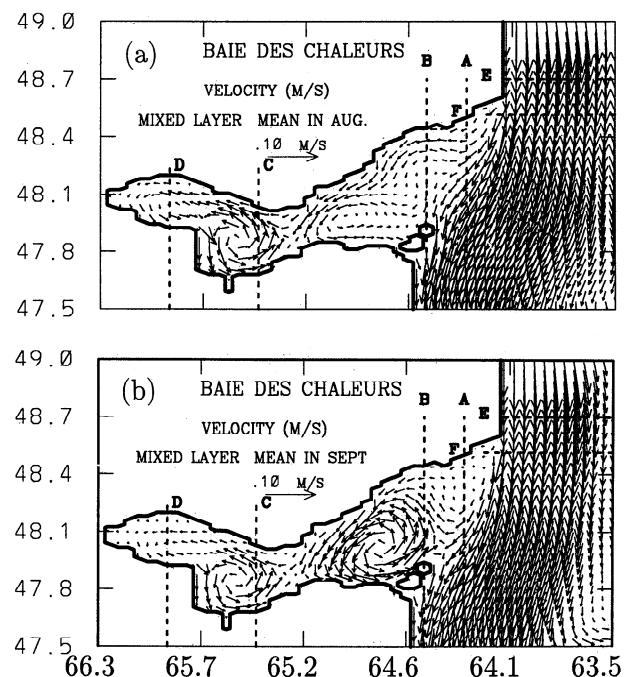 49.0
(a) BAIE DES CHALEURS
B A
48.7
E
VELOCITY (M/S)
F
48.4
MIXED LAYER MEAN IN AUG.
.10 M/S
D C
48.1
47.8
47.5
49.0
(b) BAIE DES CHALEURS
B A
48.7
E
VELOCITY (M/S)
F
MIXED LAYER MEAN IN SEPT
48.4
.10 M/S
D C
48.1
47.8
47.5
66.3 65.7 65.2 64.6 64.1 63.5